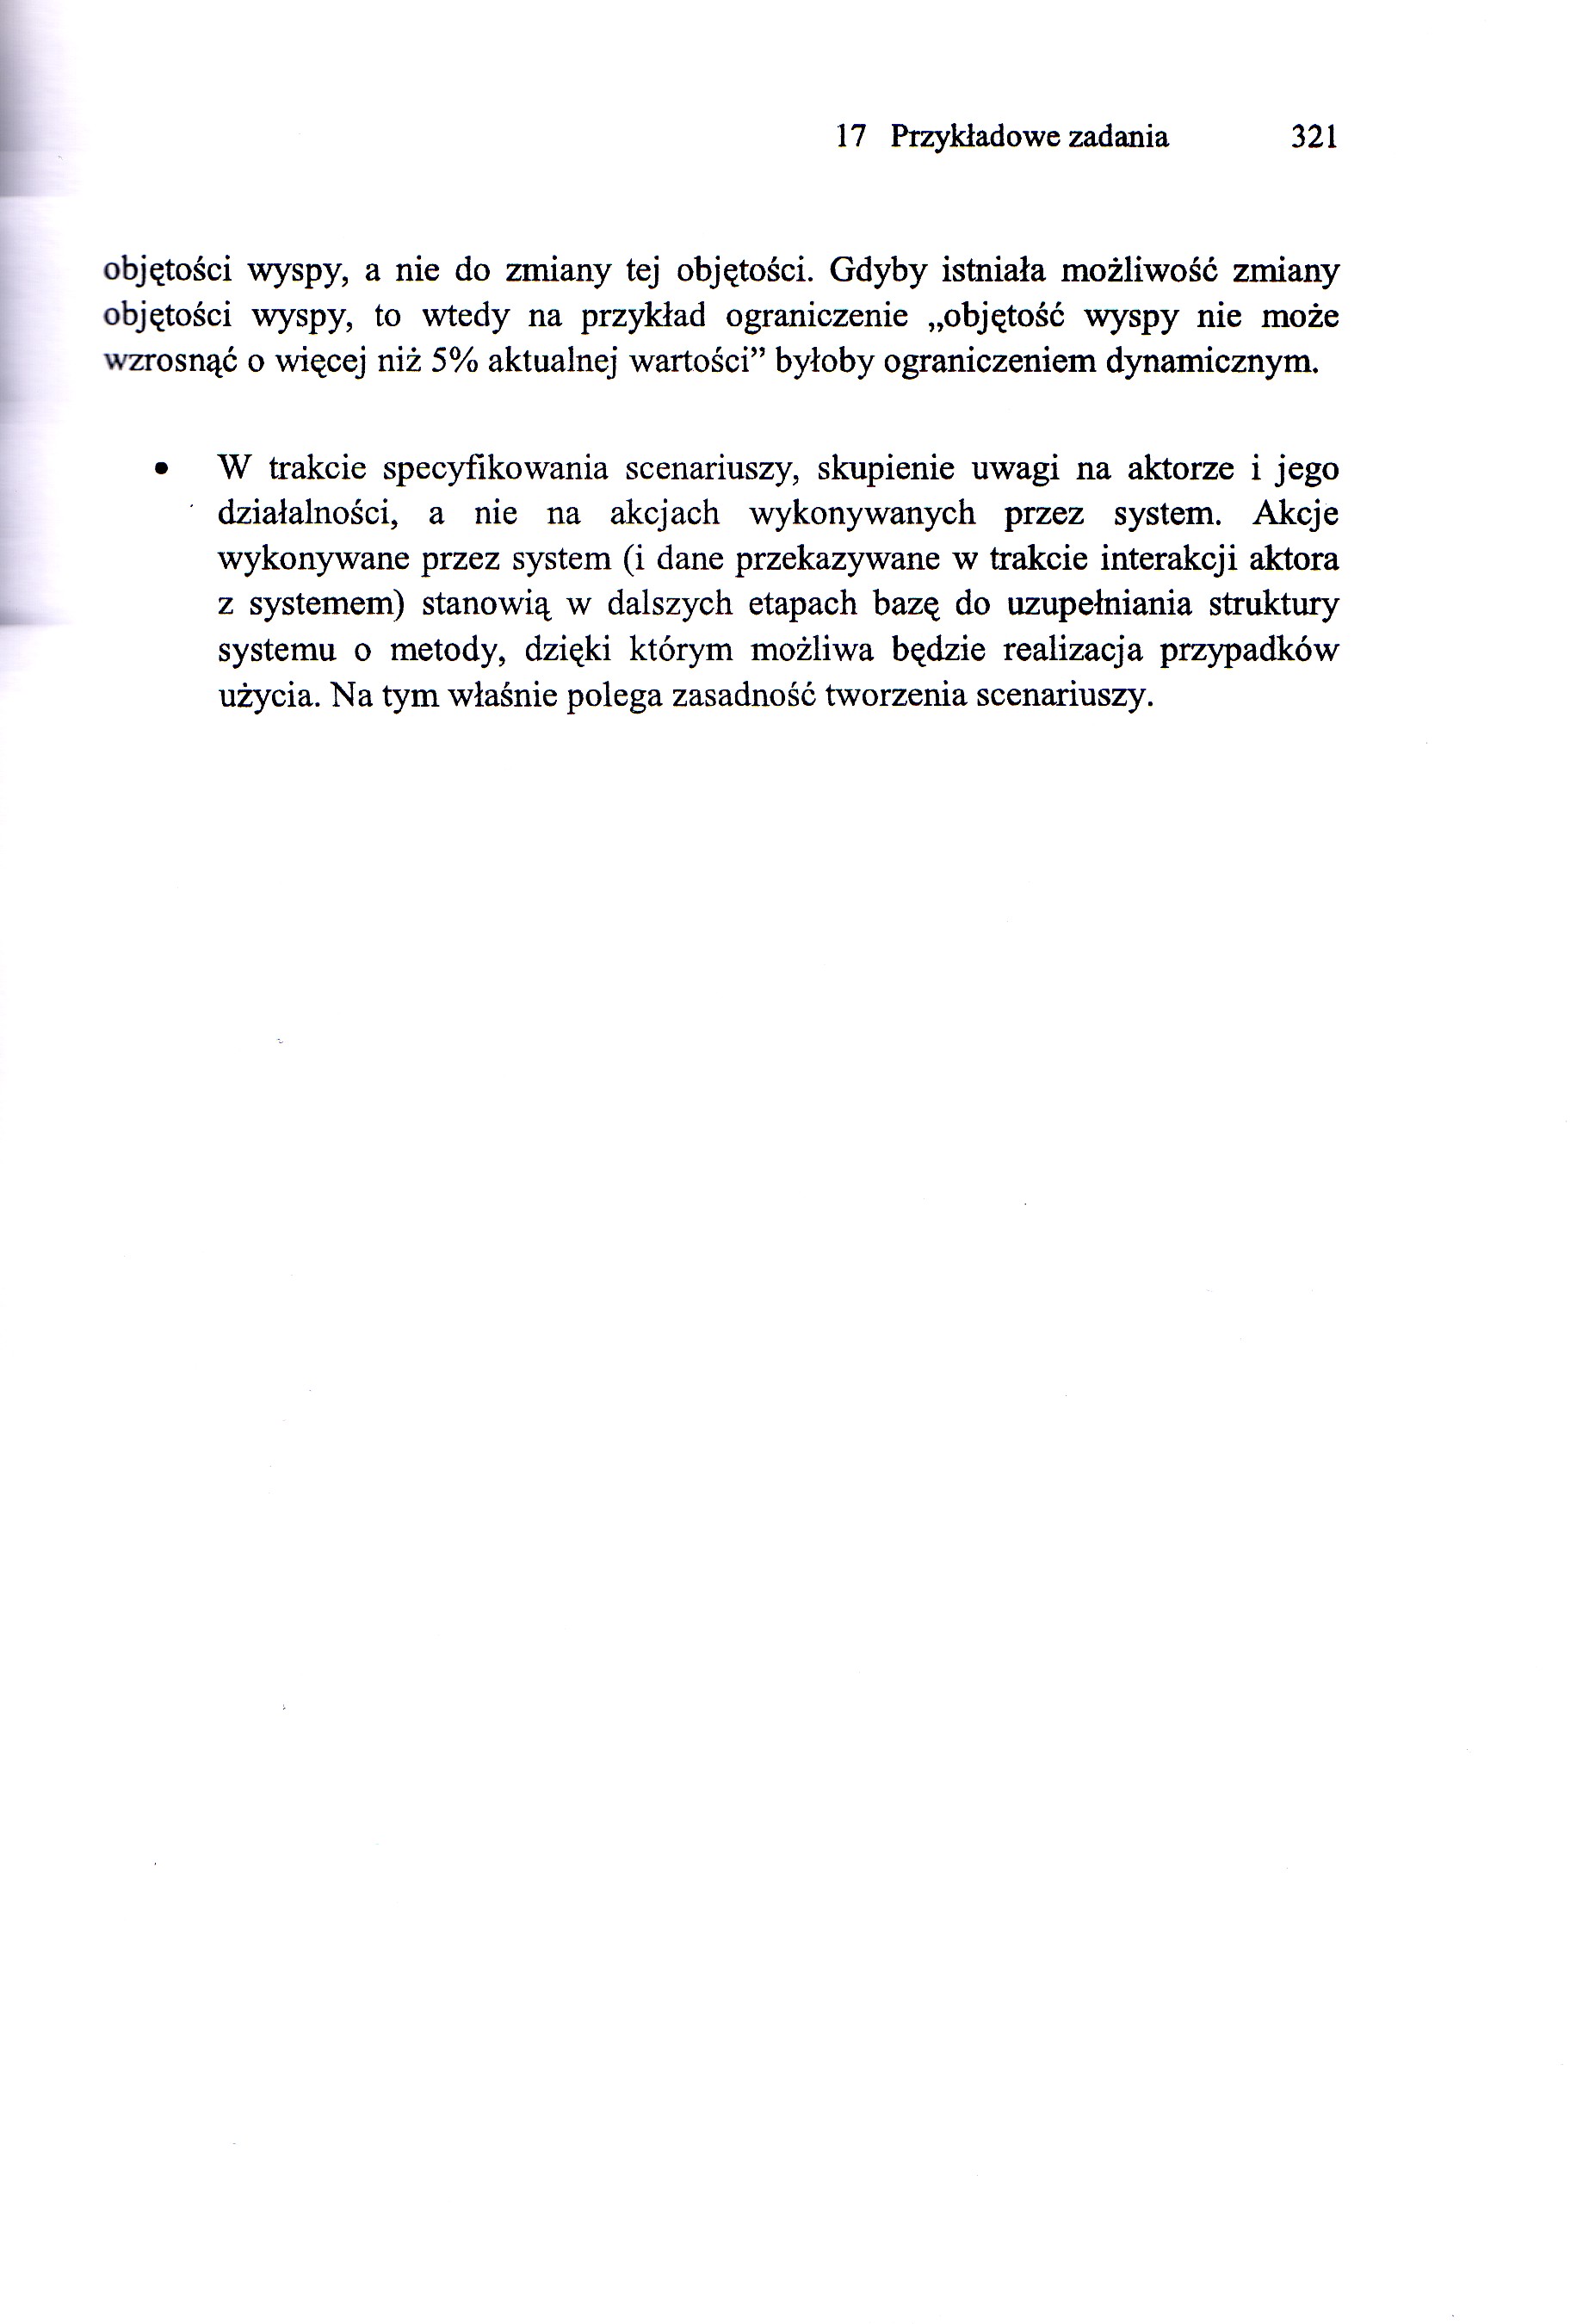 17 Przykładowe zadania 321
objętości wyspy, a nie do zmiany tej objętości. Gdyby istniała możliwość zmiany
objętości wyspy, to wtedy na przykład ograniczenie „objętość wyspy nie może
wzrosnąć o więcej niż 5% aktualnej wartości” byłoby ograniczeniem dynamicznym.
• W trakcie specyfikowania scenariuszy, skupienie uwagi na aktorze i jego
działalności, a nie na akcjach wykonywanych przez system. Akcje
wykonywane przez system (i dane przekazywane w trakcie interakcji aktora
z systemem) stanowią w dalszych etapach bazę do uzupełniania struktury
systemu o metody, dzięki którym możliwa będzie realizacja przypadków
użycia. Na tym właśnie polega zasadność tworzenia scenariuszy.